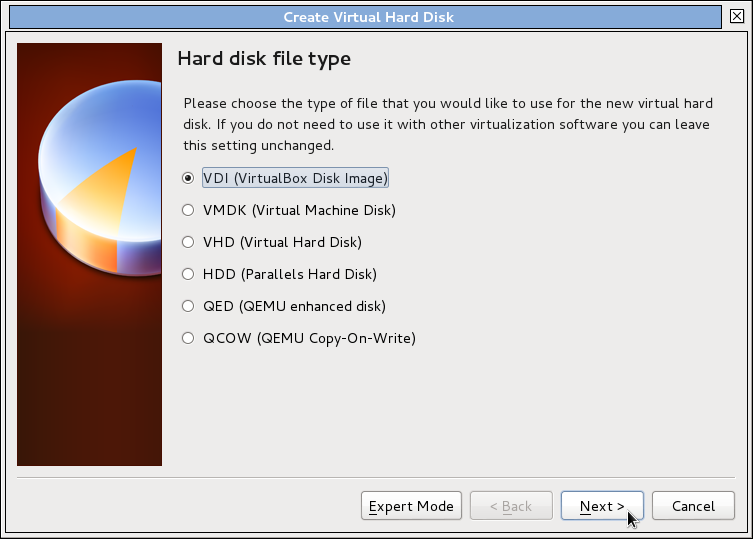 Create Virtual Hard Disk
Hard disk file type
Please choose the type of file that you would like to use for the new virtual hard
disk. If you do not need to use it with other virtualization software you can leave
this setting unchanged.
VDI (VirtualBox Disk Image)
VMDK (Virtual Machine Disk)
VHD (Virtual Hard Disk)
HDD (Parallels Hard Disk)
QED (QEMU enhanced disk)
QCOW (QEMU Copy-On-Write)
Expert Mode
< Back
Next >
Cancel